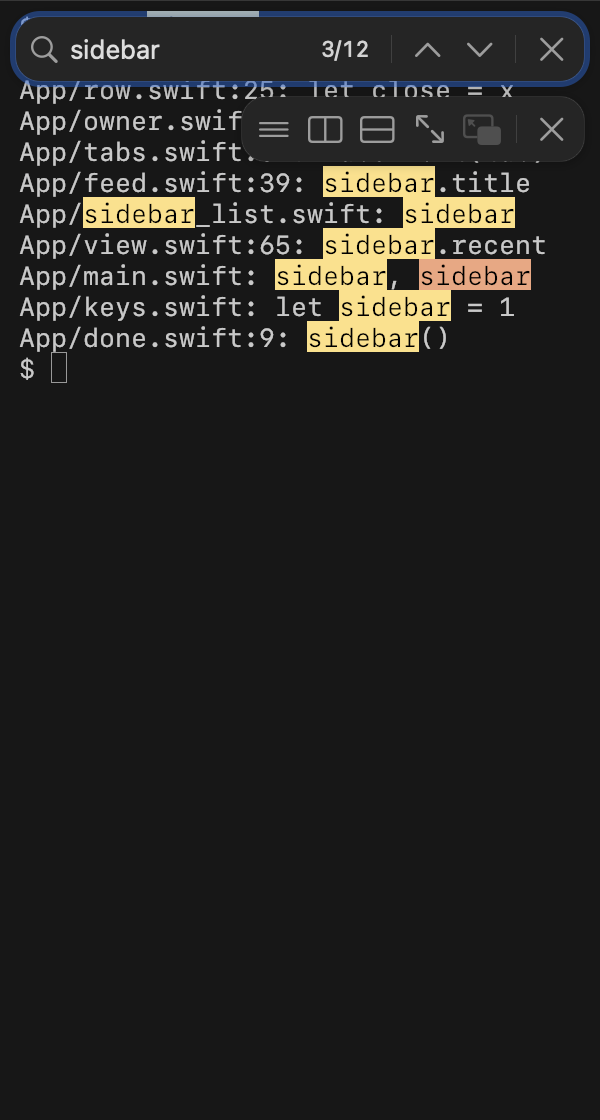 sidebar 3/12
App/row.swift:25: let close = x
App/owner.swif
App/tabs.swift
App/feed.swift:39: sidebar.title
App/sidebar_list.swift: sidebar
App/view.swift:65: sidebar.recent
App/main.swift: sidebar, sidebar
App/keys.swift: let sidebar = 1
App/done.swift:9: sidebar()
$